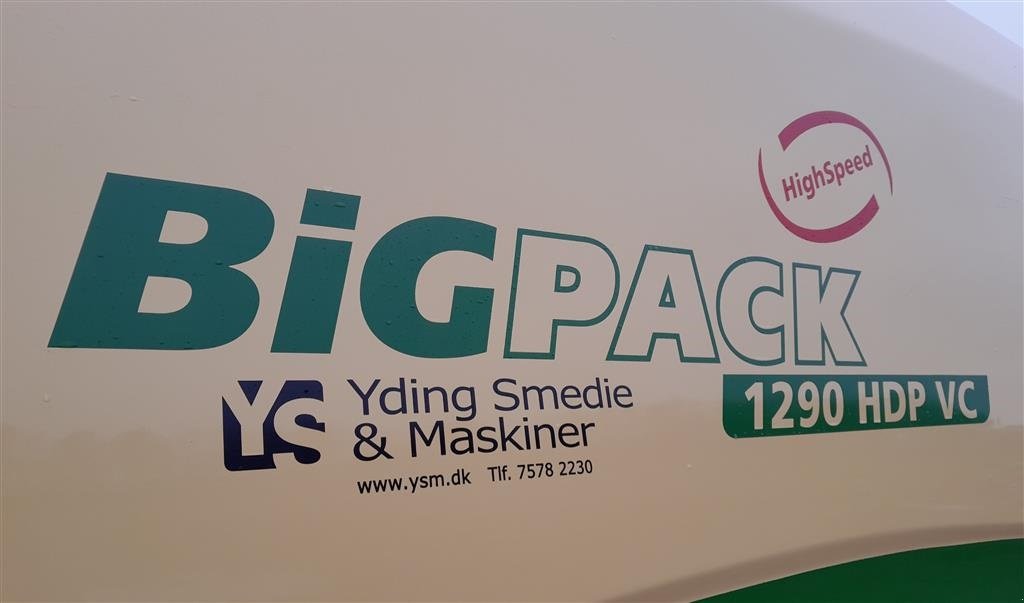 HighSpeed
BiGPACK
1290 HDP VC
YS
Yding Smedie
& Maskiner
www.ysm.dk Tlf. 7578 2230